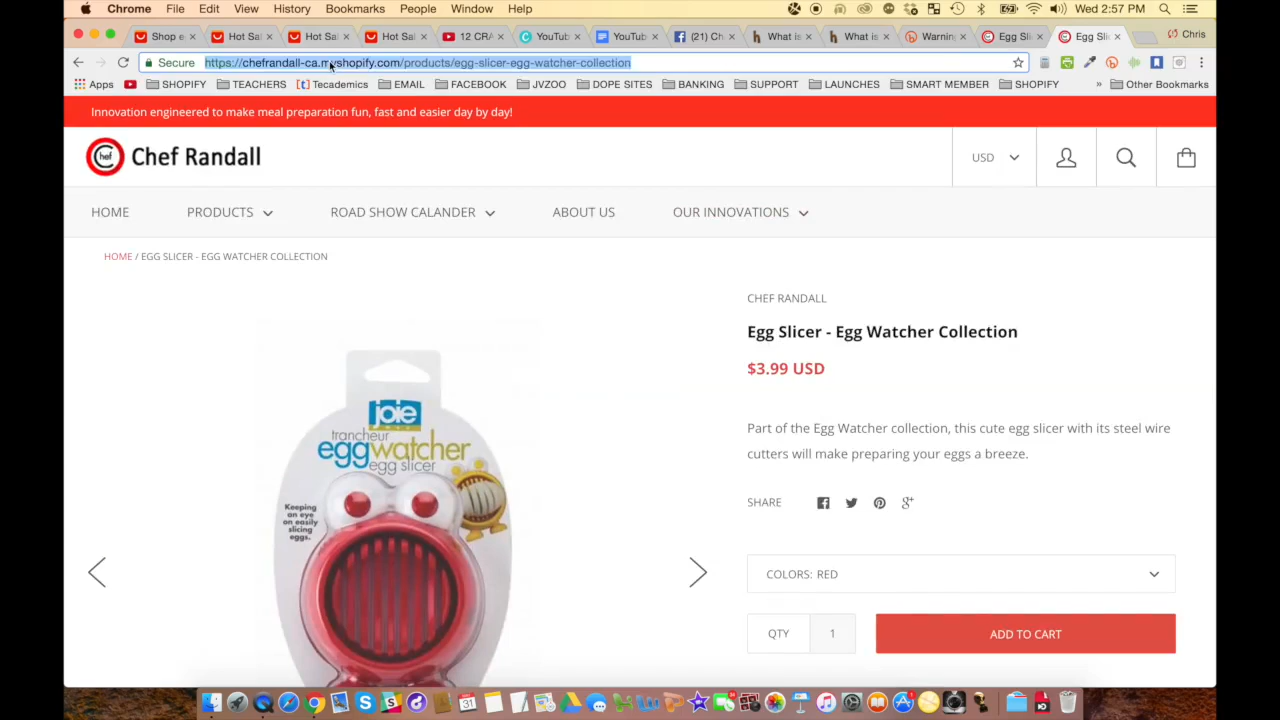 Chrome File Edit View History Bookmarks People Window Help Wed 2:57 PM
Shop e Hot Sal Hot Sal Hot Sal 12 CRA YouTub YouTub (21) Ch What is What is Warnin Egg Slic Egg Slic Chris
Secure https://chefrandall-ca.myshopify.com/products/egg-slicer-egg-watcher-collection
Apps SHOPIFY TEACHERS Tecademics EMAIL FACEBOOK JVZOO DOPE SITES BANKING SUPPORT LAUNCHES SMART MEMBER SHOPIFY » Other Bookmarks
Innovation engineered to make meal preparation fun, fast and easier day by day!
Chef Chef Randall
USD
HOME PRODUCTS ROAD SHOW CALANDER ABOUT US OUR INNOVATIONS
HOME / EGG SLICER - EGG WATCHER COLLECTION
CHEF RANDALL
Egg Slicer - Egg Watcher Collection
$3.99 USD
Part of the Egg Watcher collection, this cute egg slicer with its steel wire
cutters will make preparing your eggs a breeze.
SHARE
COLORS: RED
QTY 1 ADD TO CART
joie
trancheur
eggwatcher
egg slicer
Keeping
an eye
on easily
slicing
eggs.